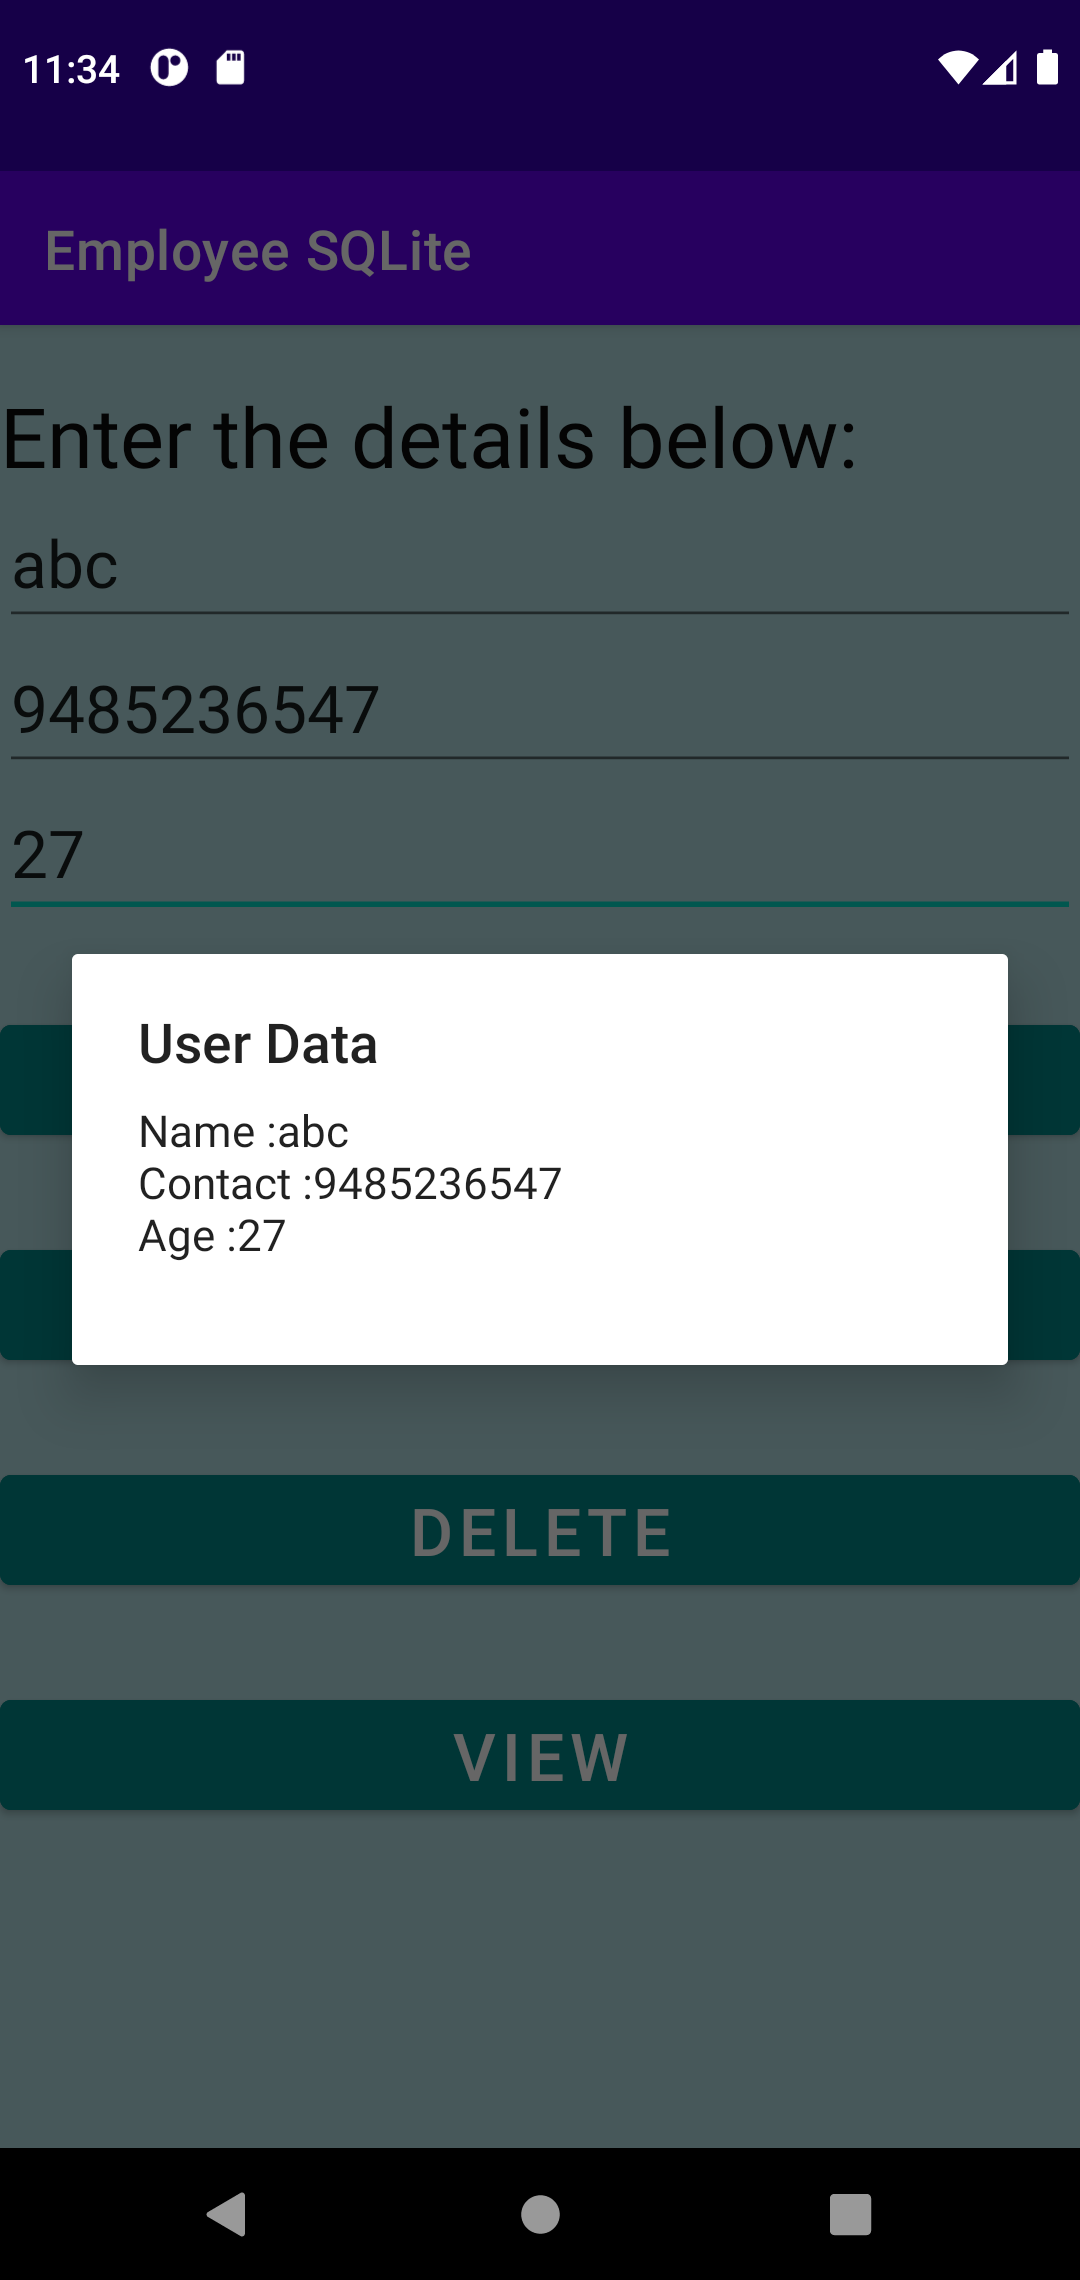 11:34
Employee SQLite
Enter the details below:
abc
9485236547
27
User Data
Name :abc
Contact :9485236547
Age :27
DELETE
VIEW